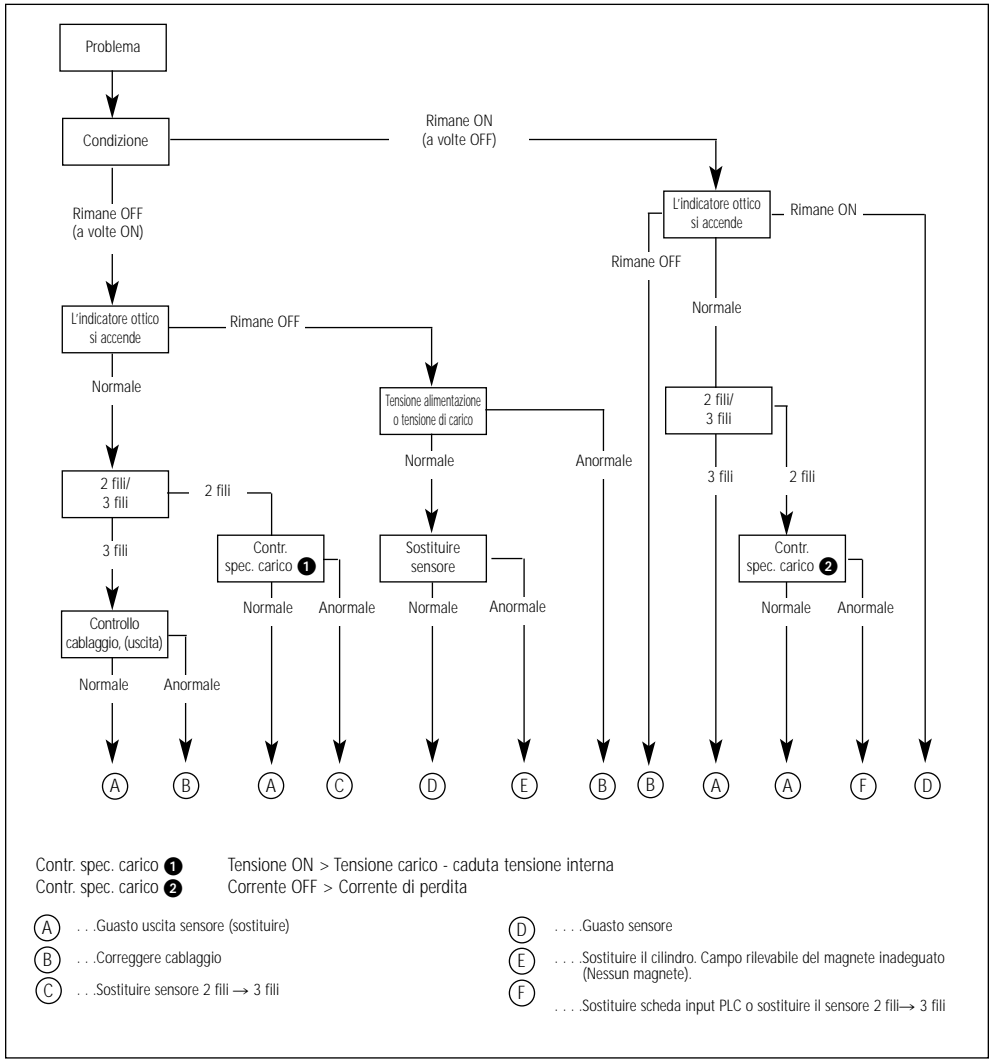 Problema
Condizione
Rimane ON
(a volte OFF)
Rimane OFF
(a volte ON)
L'indicatore ottico
si accende
Rimane ON
Rimane OFF
Normale
L'indicatore ottico
si accende
Rimane OFF
Normale
Tensione alimentazione
o tensione di carico
Normale
Anormale
2 fili/
3 fili
3 fili
2 fili
2 fili/
3 fili
2 fili
3 fili
Contr.
spec. carico ❶
Normale
Anormale
Sostituire
sensore
Normale
Anormale
Contr.
spec. carico ❷
Normale
Anormale
Controllo
cablaggio, (uscita)
Normale
Anormale
A
B
A
C
D
E
B
B
A
A
F
D
Contr. spec. carico ❶ Tensione ON > Tensione carico - caduta tensione interna
Contr. spec. carico ❷ Corrente OFF > Corrente di perdita
A . . .Guasto uscita sensore (sostituire)
B . . .Correggere cablaggio
C . . .Sostituire sensore 2 fili → 3 fili
D . . . .Guasto sensore
E . . . .Sostituire il cilindro. Campo rilevabile del magnete inadeguato
(Nessun magnete).
F . . . .Sostituire scheda input PLC o sostituire il sensore 2 fili→ 3 fili